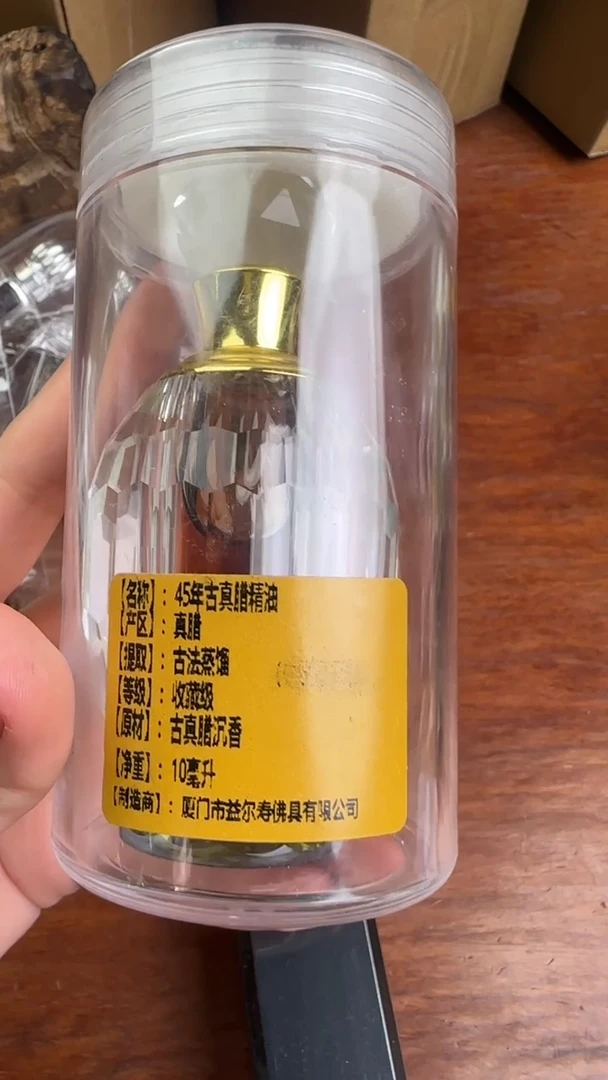 【名称】：45年古真腊精油
【产区】：真腊
【提取】：古法蒸馏
【等级】：收藏级
【原材】：古真腊沉香
【净重】：10毫升
【制造商】：厦门市益尔寿佛具有限公司